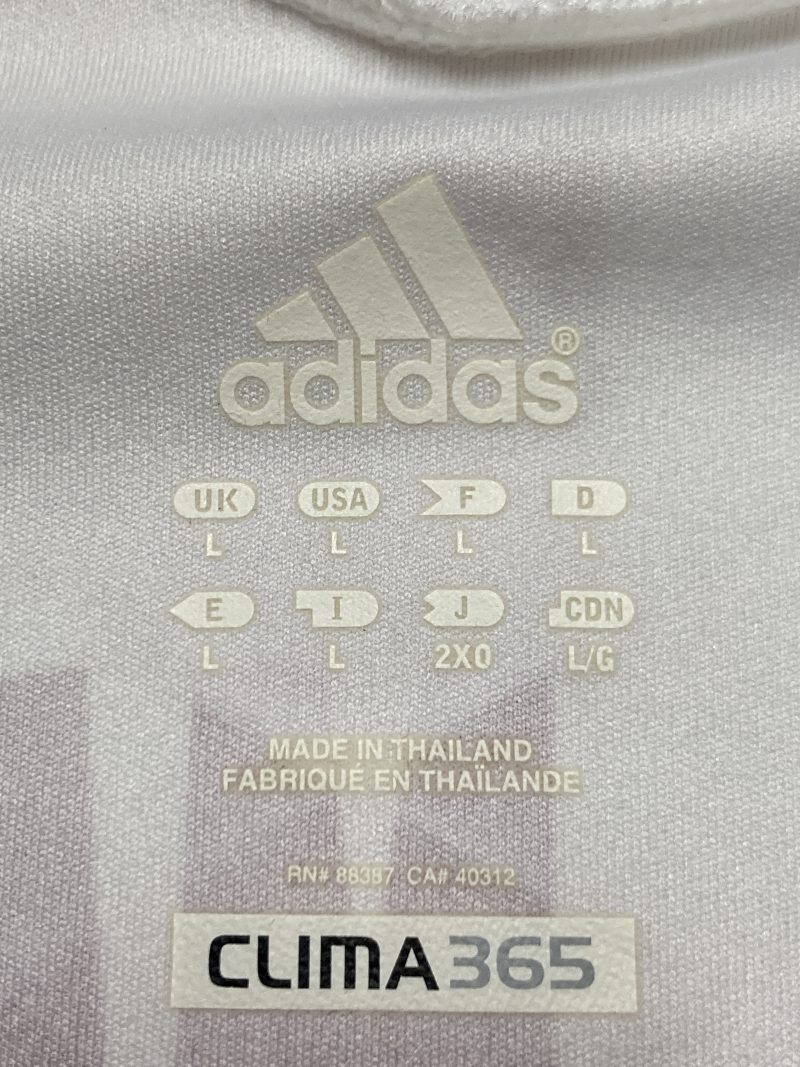 adidas®
UK USA F D
L L L L
E I J CDN
L L 2XO L/G
MADE IN THAILAND
FABRIQUÉ EN THAÏLANDE
RN# 88387 CA# 40312
CLIMA365